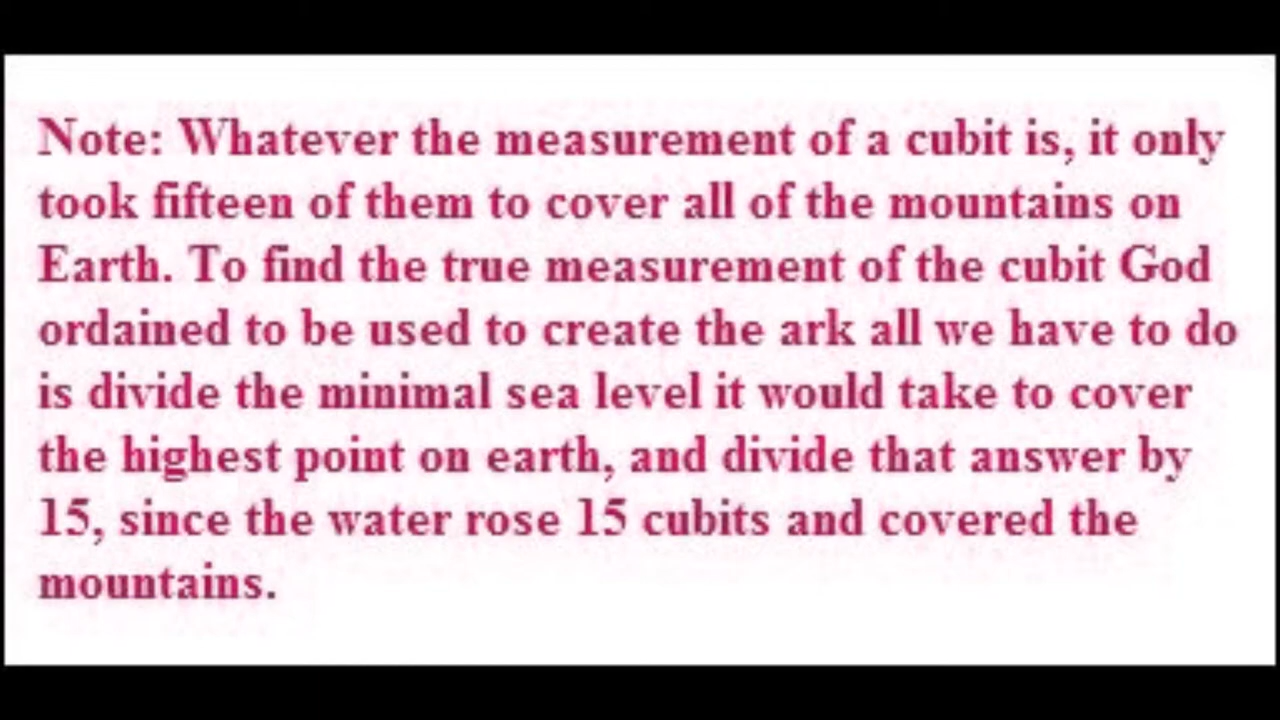 Note: Whatever the measurement of a cubit is, it only
took fifteen of them to cover all of the mountains on
Earth. To find the true measurement of the cubit God
ordained to be used to create the ark all we have to do
is divide the minimal sea level it would take to cover
the highest point on earth, and divide that answer by
15, since the water rose 15 cubits and covered the
mountains.